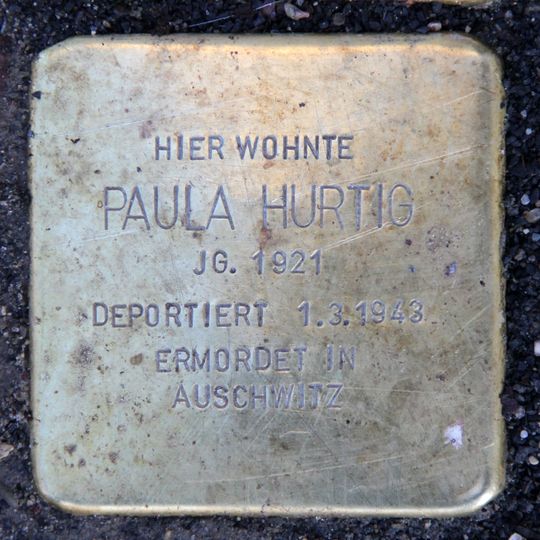 HIER WOHNTE
PAULA HURTIG
JG. 1921
DEPORTIERT 1.3.1943
ERMORDET IN
AUSCHWITZ